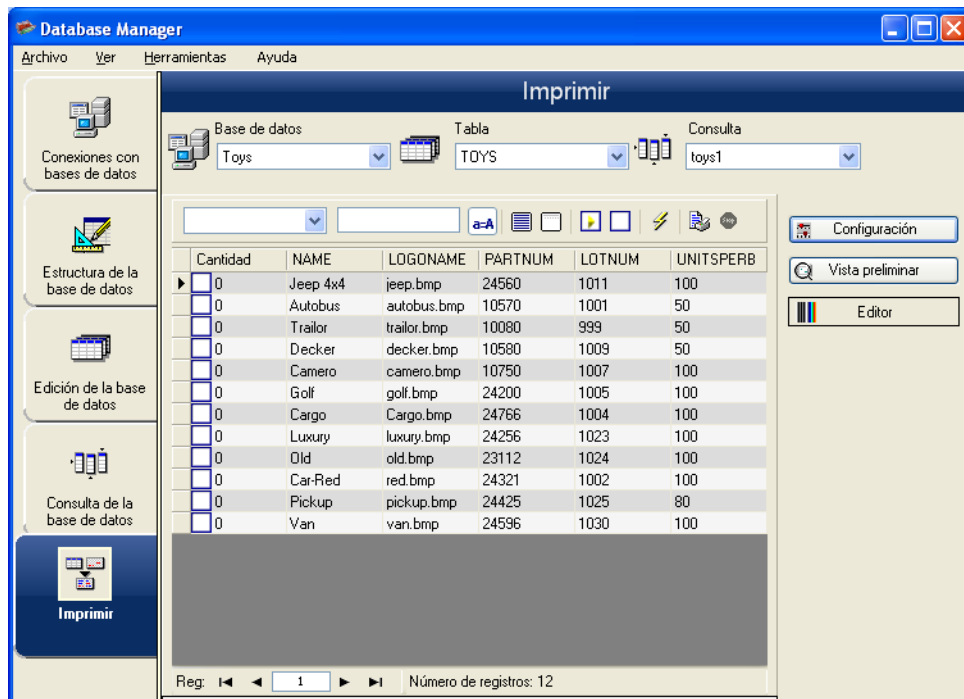 Database Manager
Archivo Ver Herramientas Ayuda
Imprimir
Conexiones con
bases de datos
Estructura de la
base de datos
Edición de la base
de datos
Consulta de la
base de datos
Imprimir
Base de datos Tabla Consulta
Toys TOYS toys1
a=A Stop
Cantidad NAME LOGONAME PARTNUM LOTNUM UNITSPERB
0 Jeep 4x4 jeep.bmp 24560 1011 100
0 Autobus autobus.bmp 10570 1001 50
0 Trailor trailor.bmp 10080 999 50
0 Decker decker.bmp 10580 1009 50
0 Camero camero.bmp 10750 1007 100
0 Golf golf.bmp 24200 1005 100
0 Cargo Cargo.bmp 24766 1004 100
0 Luxury luxury.bmp 24256 1023 100
0 Old old.bmp 23112 1024 100
0 Car-Red red.bmp 24321 1002 100
0 Pickup pickup.bmp 24425 1025 80
0 Van van.bmp 24596 1030 100
Reg: 1 Número de registros: 12
Configuración
Vista preliminar
Editor